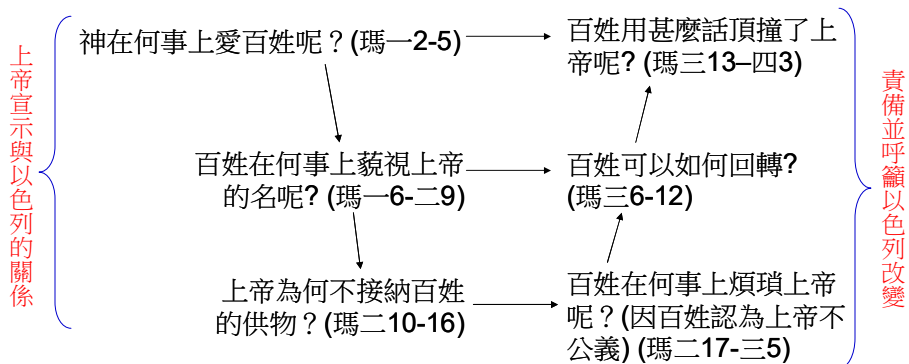 上帝宣示與以色列的關係
神在何事上愛百姓呢？(瑪一2-5)
百姓在何事上藐視上帝
的名呢? (瑪一6-二9)
上帝為何不接納百姓
的供物？(瑪二10-16)
百姓用甚麼話頂撞了上
帝呢? (瑪三13–四3)
百姓可以如何回轉?
(瑪三6-12)
百姓在何事上煩瑣上帝
呢？(因百姓認為上帝不
公義) (瑪二17-三5)
責備並呼籲以色列改變